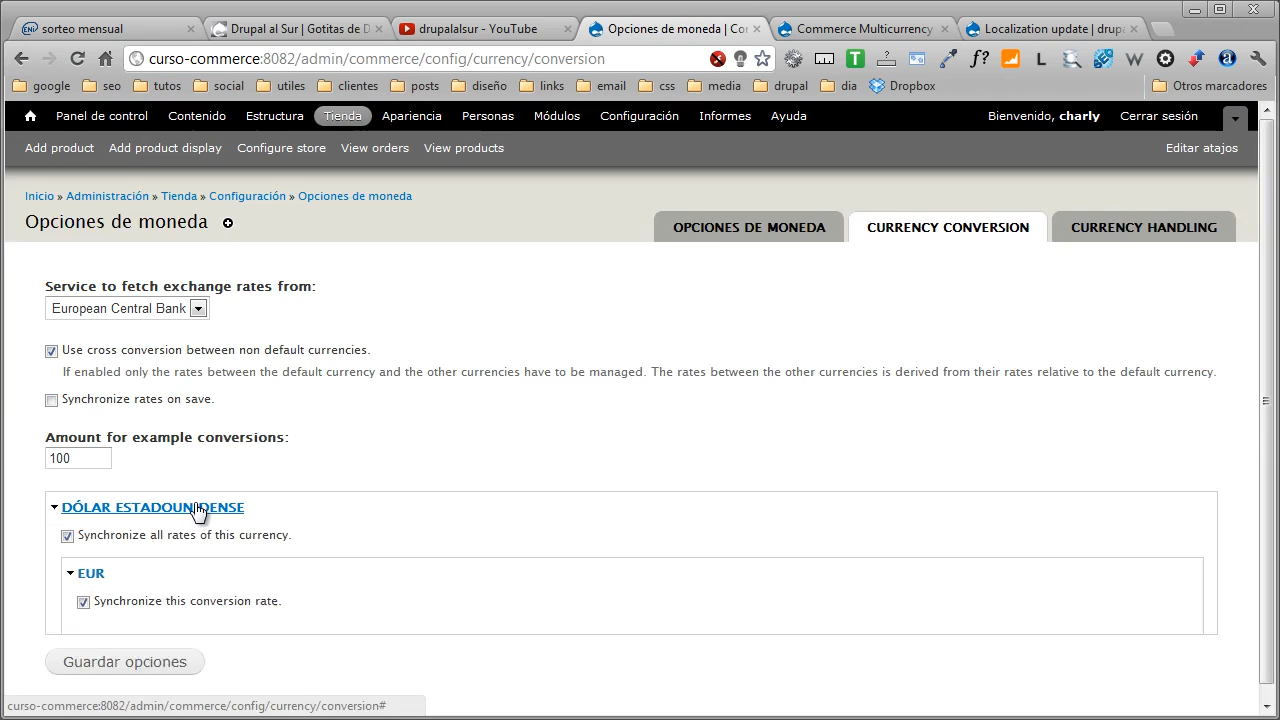 sorteo mensual
Drupal al Sur | Gotitas de D
drupalalsur - YouTube
Opciones de moneda | Co
Commerce Multicurrency
Localization update | drupa
curso-commerce:8082/admin/commerce/config/currency/conversion
google seo tutos social utiles clientes posts diseño links email css media drupal dia Dropbox Otros marcadores
Panel de control Contenido Estructura Tienda Apariencia Personas Módulos Configuración Informes Ayuda Bienvenido, charly Cerrar sesión
Add product Add product display Configure store View orders View products Editar atajos
Inicio » Administración » Tienda » Configuración » Opciones de moneda
Opciones de moneda
OPCIONES DE MONEDA CURRENCY CONVERSION CURRENCY HANDLING
Service to fetch exchange rates from:
European Central Bank
Use cross conversion between non default currencies.
If enabled only the rates between the default currency and the other currencies have to be managed. The rates between the other currencies is derived from their rates relative to the default currency.
Synchronize rates on save.
Amount for example conversions:
100
DÓLAR ESTADOUNIDENSE
Synchronize all rates of this currency.
EUR
Synchronize this conversion rate.
Guardar opciones
curso-commerce:8082/admin/commerce/config/currency/conversion#